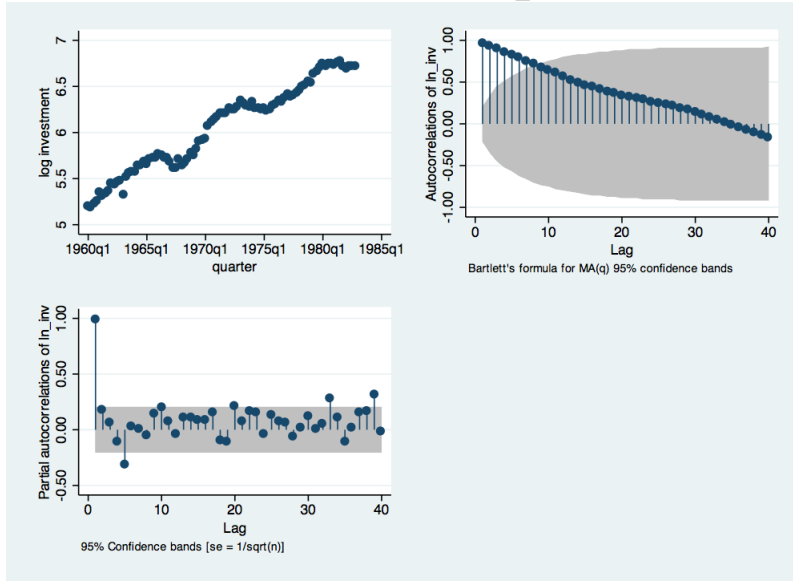 log investment
7
6.5
6
5.5
5
1960q1 1965q1 1970q1 1975q1 1980q1 1985q1
quarter
Autocorrelations of ln_inv
1.00
0.50
0.00
-0.50
-1.00
0 10 20 30 40
Lag
Bartlett's formula for MA(q) 95% confidence bands
Partial autocorrelations of ln_inv
1.00
0.50
0.00
-0.50
0 10 20 30 40
Lag
95% Confidence bands [se = 1/sqrt(n)]